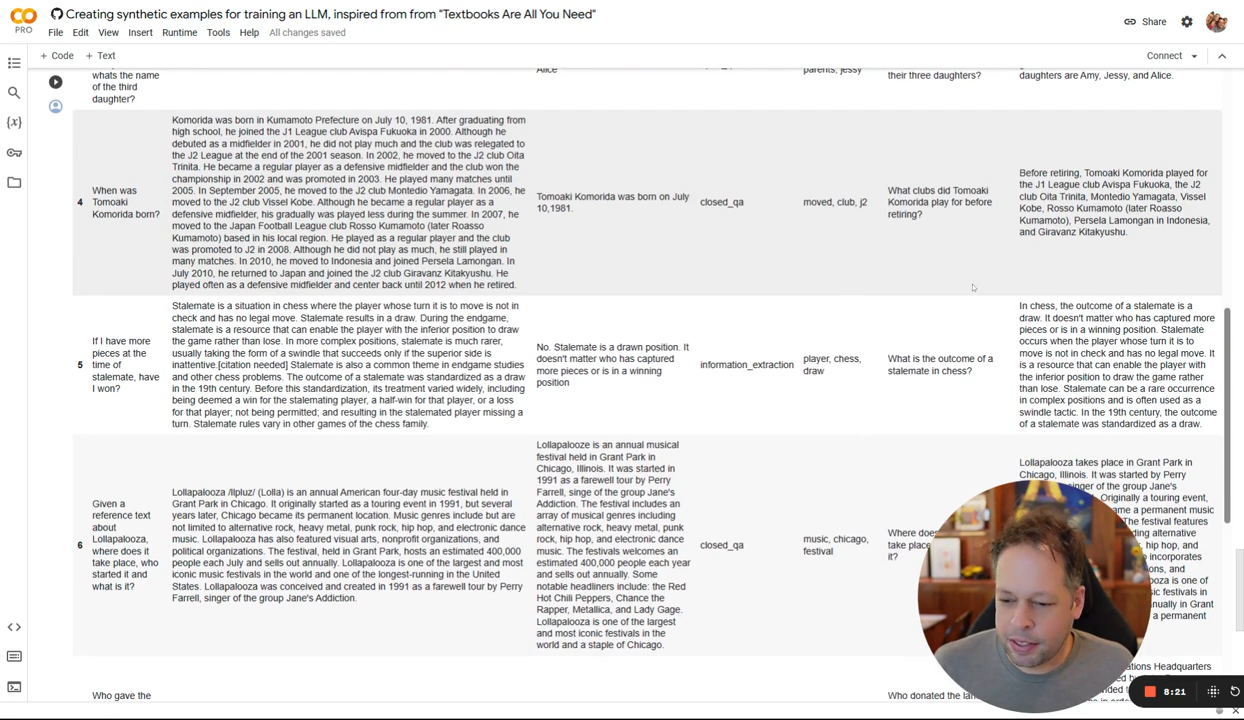 CO
PRO
Creating synthetic examples for training an LLM, inspired from from "Textbooks Are All You Need"
File Edit View Insert Runtime Tools Help All changes saved
Share
+ Code + Text
Connect
{x}
whats the name
of the third
daughter?
Alice
parents, jessy
their three daughters?
daughters are Amy, Jessy, and Alice.
4
When was
Tomoaki
Komorida born?
Komorida was born in Kumamoto Prefecture on July 10, 1981. After graduating from
high school, he joined the J1 League club Avispa Fukuoka in 2000. Although he
debuted as a midfielder in 2001, he did not play much and the club was relegated to
the J2 League at the end of the 2001 season. In 2002, he moved to the J2 club Oita
Trinita. He became a regular player as a defensive midfielder and the club won the
championship in 2002 and was promoted in 2003. He played many matches until
2005. In September 2005, he moved to the J2 club Montedio Yamagata. In 2006, he
moved to the J2 club Vissel Kobe. Although he became a regular player as a
defensive midfielder, his gradually was played less during the summer. In 2007, he
moved to the Japan Football League club Rosso Kumamoto (later Roasso
Kumamoto) based in his local region. He played as a regular player and the club
was promoted to J2 in 2008. Although he did not play as much, he still played in
many matches. In 2010, he moved to Indonesia and joined Persela Lamongan. In
July 2010, he returned to Japan and joined the J2 club Giravanz Kitakyushu. He
played often as a defensive midfielder and center back until 2012 when he retired.
Tomoaki Komorida was born on July
10,1981.
closed_qa
moved, club, j2
What clubs did Tomoaki
Komorida play for before
retiring?
Before retiring, Tomoaki Komorida played for
the J1 League club Avispa Fukuoka, the J2
club Oita Trinita, Montedio Yamagata, Vissel
Kobe, Rosso Kumamoto (later Roasso
Kumamoto), Persela Lamongan in Indonesia,
and Giravanz Kitakyushu.
5
If I have more
pieces at the
time of
stalemate, have
I won?
Stalemate is a situation in chess where the player whose turn it is to move is not in
check and has no legal move. Stalemate results in a draw. During the endgame,
stalemate is a resource that can enable the player with the inferior position to draw
the game rather than lose. In more complex positions, stalemate is much rarer,
usually taking the form of a swindle that succeeds only if the superior side is
inattentive.[citation needed] Stalemate is also a common theme in endgame studies
and other chess problems. The outcome of a stalemate was standardized as a draw
in the 19th century. Before this standardization, its treatment varied widely, including
being deemed a win for the stalemating player, a half-win for that player, or a loss
for that player; not being permitted; and resulting in the stalemated player missing a
turn. Stalemate rules vary in other games of the chess family.
No. Stalemate is a drawn position. It
doesn't matter who has captured
more pieces or is in a winning
position
information_extraction
player, chess,
draw
What is the outcome of a
stalemate in chess?
In chess, the outcome of a stalemate is a
draw. It doesn't matter who has captured more
pieces or is in a winning position. Stalemate
occurs when the player whose turn it is to
move is not in check and has no legal move. It
is a resource that can enable the player with
the inferior position to draw the game rather
than lose. Stalemate can be a rare occurrence
in complex positions and is often used as a
swindle tactic. In the 19th century, the outcome
of a stalemate was standardized as a draw.
6
Given a
reference text
about
Lollapalooza,
where does it
take place, who
started it and
what is it?
Lollapalooza /ˌlɒləpəˈluːzə/ (Lolla) is an annual American four-day music festival held in
Grant Park in Chicago. It originally started as a touring event in 1991, but several
years later, Chicago became its permanent location. Music genres include but are
not limited to alternative rock, heavy metal, punk rock, hip hop, and electronic dance
music. Lollapalooza has also featured visual arts, nonprofit organizations, and
political organizations. The festival, held in Grant Park, hosts an estimated 400,000
people each July and sells out annually. Lollapalooza is one of the largest and most
iconic music festivals in the world and one of the longest-running in the United
States. Lollapalooza was conceived and created in 1991 as a farewell tour by Perry
Farrell, singer of the group Jane's Addiction.
Lollapalooze is an annual musical
festival held in Grant Park in
Chicago, Illinois. It was started in
1991 as a farewell tour by Perry
Farrell, singe of the group Jane's
Addiction. The festival includes an
array of musical genres including
alternative rock, heavy metal, punk
rock, hip hop, and electronic dance
music. The festivals welcomes an
estimated 400,000 people each year
and sells out annually. Some
notable headliners include: the Red
Hot Chili Peppers, Chance the
Rapper, Metallica, and Lady Gage.
Lollapalooza is one of the largest
and most iconic festivals in the
world and a staple of Chicago.
closed_qa
music, chicago,
festival
Where does
take place
it?
Lollapalooza takes place in Grant Park in
Chicago, Illinois. It was started by Perry
singer of the group Jane's
Originally a touring event,
ame a permanent music
The festival features
ding alternative
hip hop, and
incorporates
ons, and
ooza is one of
sic festivals in
nually in Grant
a permanent
Who gave the
Who donated the lan
ations Headquarters
8:21